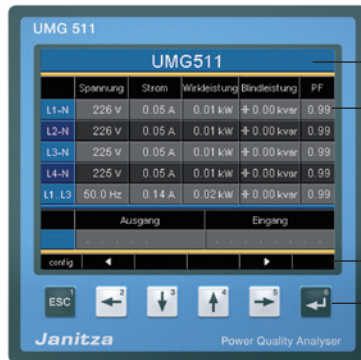 UMG 511
UMG511
Spannung Strom Wirkleistung Blindleistung PF
L1-N 226 V 0.05 A 0.01 kW ⧺ 0.00 kvar 0.99
L2-N 226 V 0.05 A 0.01 kW ⧺ 0.00 kvar 0.99
L3-N 225 V 0.05 A 0.01 kW ⧺ 0.00 kvar 0.99
L4-N 225 V 0.05 A 0.01 kW ⧺ 0.00 kvar 0.99
L1..L3 50.0 Hz 0.14 A 0.02 kW ⧺ 0.00 kvar 0.99
Ausgang Eingang
config
ESC 1 2 3 4 5 6
Janitza Power Quality Analyser